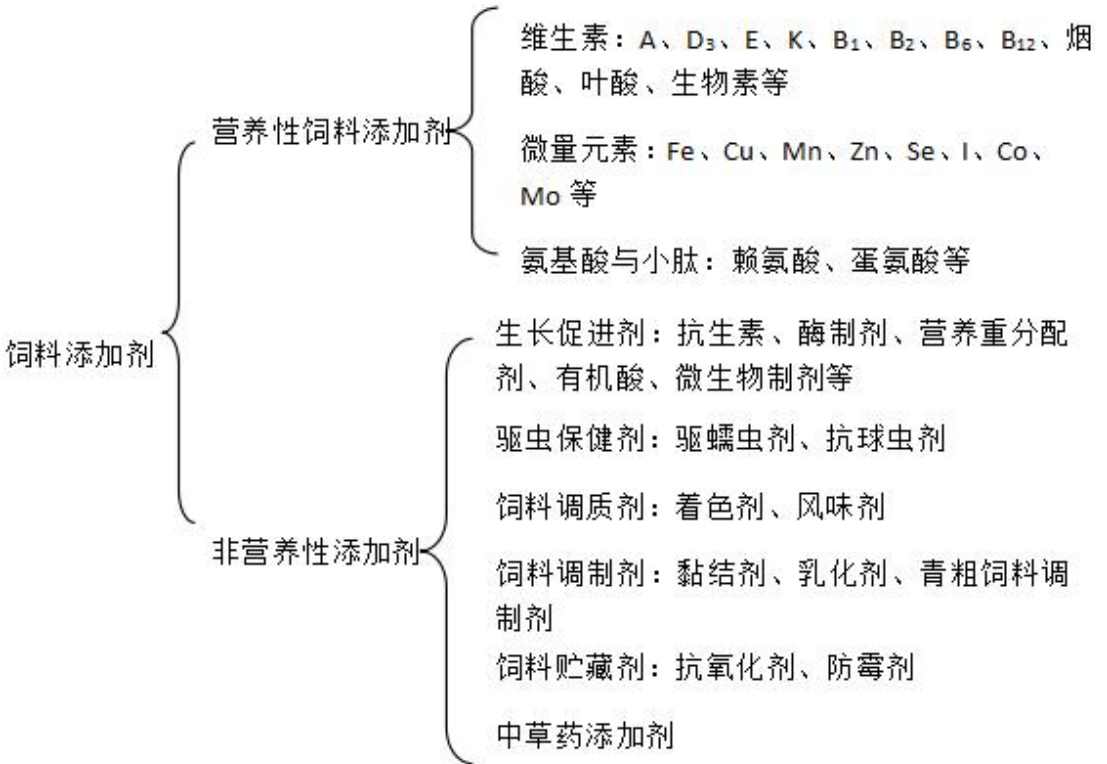 维生素：A、D₃、E、K、B₁、B₂、B₆、B₁₂、烟
酸、叶酸、生物素等
营养性饲料添加剂
微量元素：Fe、Cu、Mn、Zn、Se、I、Co、
Mo 等
氨基酸与小肽：赖氨酸、蛋氨酸等
饲料添加剂
生长促进剂：抗生素、酶制剂、营养重分配
剂、有机酸、微生物制剂等
驱虫保健剂：驱蠕虫剂、抗球虫剂
饲料调质剂：着色剂、风味剂
非营养性添加剂
饲料调制剂：黏结剂、乳化剂、青粗饲料调
制剂
饲料贮藏剂：抗氧化剂、防霉剂
中草药添加剂